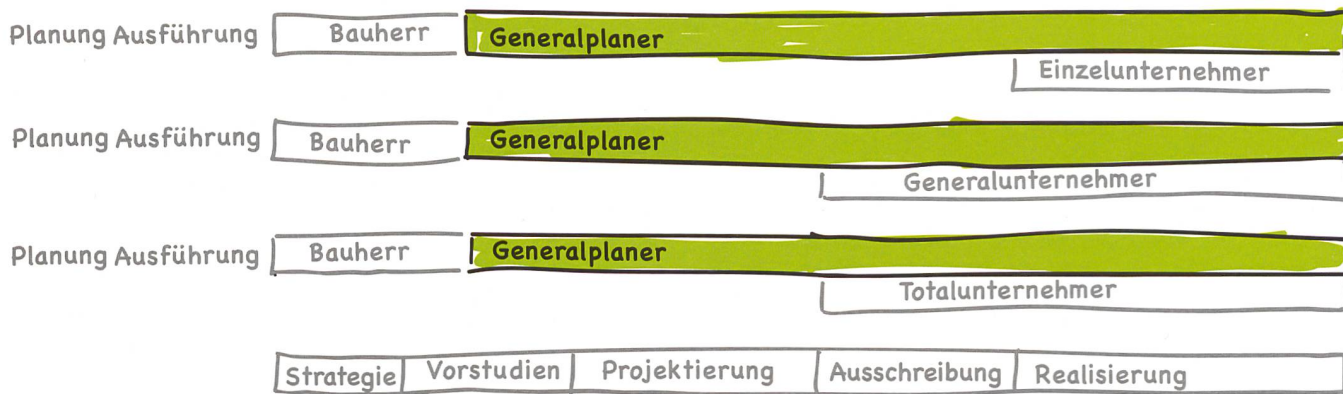 Planung Ausführung Bauherr Generalplaner
Einzelunternehmer
Planung Ausführung Bauherr Generalplaner
Generalunternehmer
Planung Ausführung Bauherr Generalplaner
Totalunternehmer
Strategie Vorstudien Projektierung Ausschreibung Realisierung